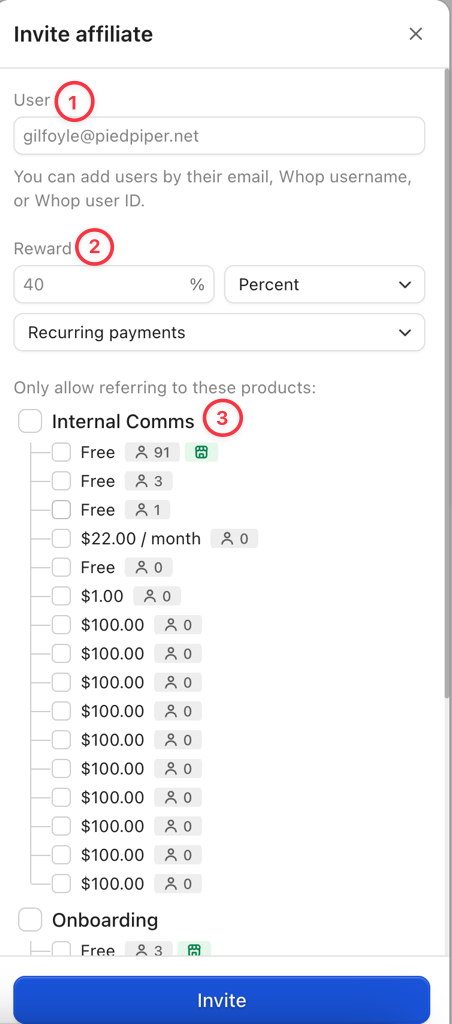 Invite affiliate
User 1
gilfoyle@piedpiper.net
You can add users by their email, Whop username,
or Whop user ID.
Reward 2
40 % Percent
Recurring payments
Only allow referring to these products:
Internal Comms 3
Free 91
Free 3
Free 1
$22.00 / month 0
Free 0
$1.00 0
$100.00 0
$100.00 0
$100.00 0
$100.00 0
$100.00 0
$100.00 0
$100.00 0
$100.00 0
$100.00 0
$100.00 0
Onboarding
Free 3
Invite